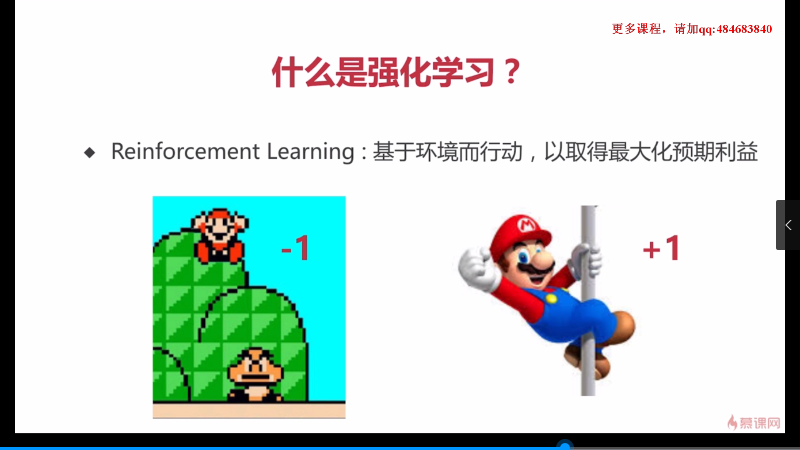 更多课程，请加qq:484683840
什么是强化学习？
Reinforcement Learning : 基于环境而行动，以取得最大化预期利益
-1
+1
慕课网